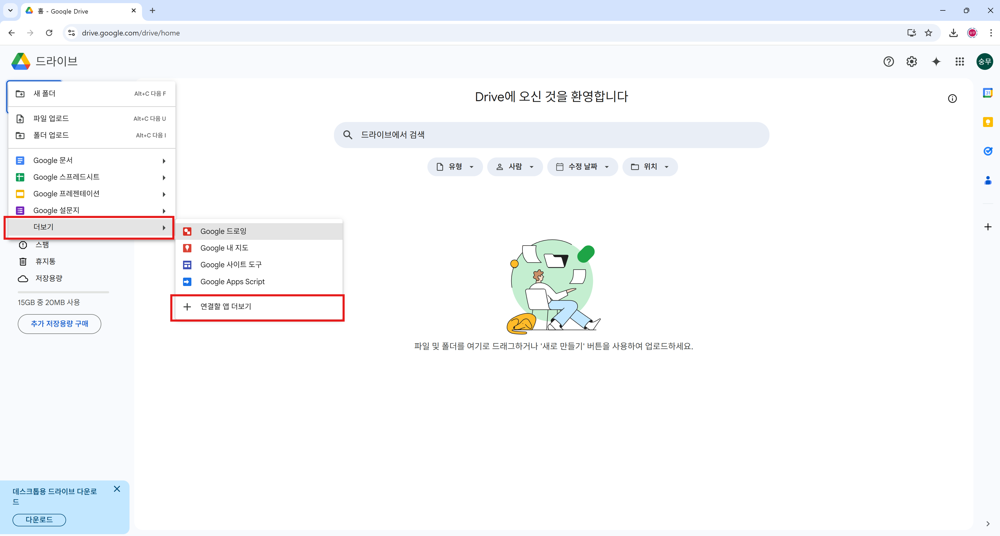 홈 - Google Drive
drive.google.com/drive/home
숭무
드라이브
숭무
새 폴더 Alt+C 다음 F
파일 업로드 Alt+C 다음 U
폴더 업로드 Alt+C 다음 I
Google 문서
Google 스프레드시트
Google 프레젠테이션
Google 설문지
더보기
Google 드로잉
Google 내 지도
Google 사이트 도구
Google Apps Script
연결할 앱 더보기
스팸
휴지통
저장용량
15GB 중 20MB 사용
추가 저장용량 구매
Drive에 오신 것을 환영합니다
드라이브에서 검색
유형 사람 수정 날짜 위치
31
파일 및 폴더를 여기로 드래그하거나 '새로 만들기' 버튼을 사용하여 업로드하세요.
데스크톱용 드라이브 다운로
드
다운로드